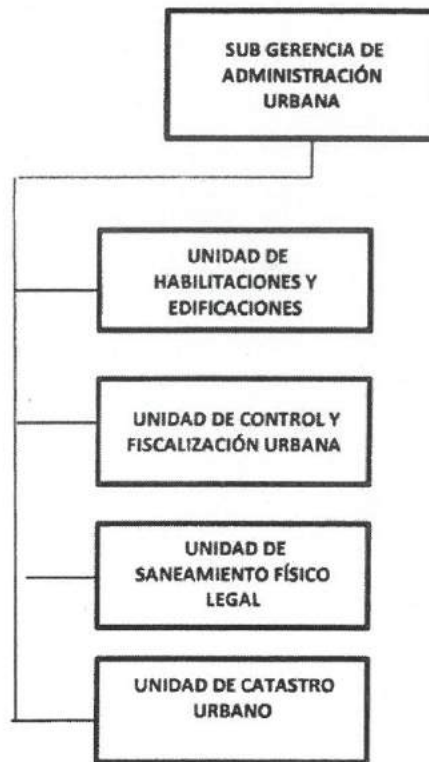 SUB GERENCIA DE
ADMINISTRACIÓN
URBANA
UNIDAD DE
HABILITACIONES Y
EDIFICACIONES
UNIDAD DE CONTROL Y
FISCALIZACIÓN URBANA
UNIDAD DE
SANEAMIENTO FÍSICO
LEGAL
UNIDAD DE CATASTRO
URBANO